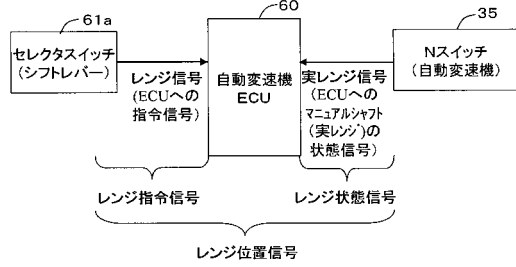 61a
60
35
セレクタスイッチ
(シフトレバー)
レンジ信号
(ECUへの
指令信号)
自動変速機
ECU
実レンジ信号
(ECUへの
マニュアルシャフト
(実レンジ)の
状態信号)
Nスイッチ
(自動変速機)
レンジ指令信号
レンジ状態信号
レンジ位置信号